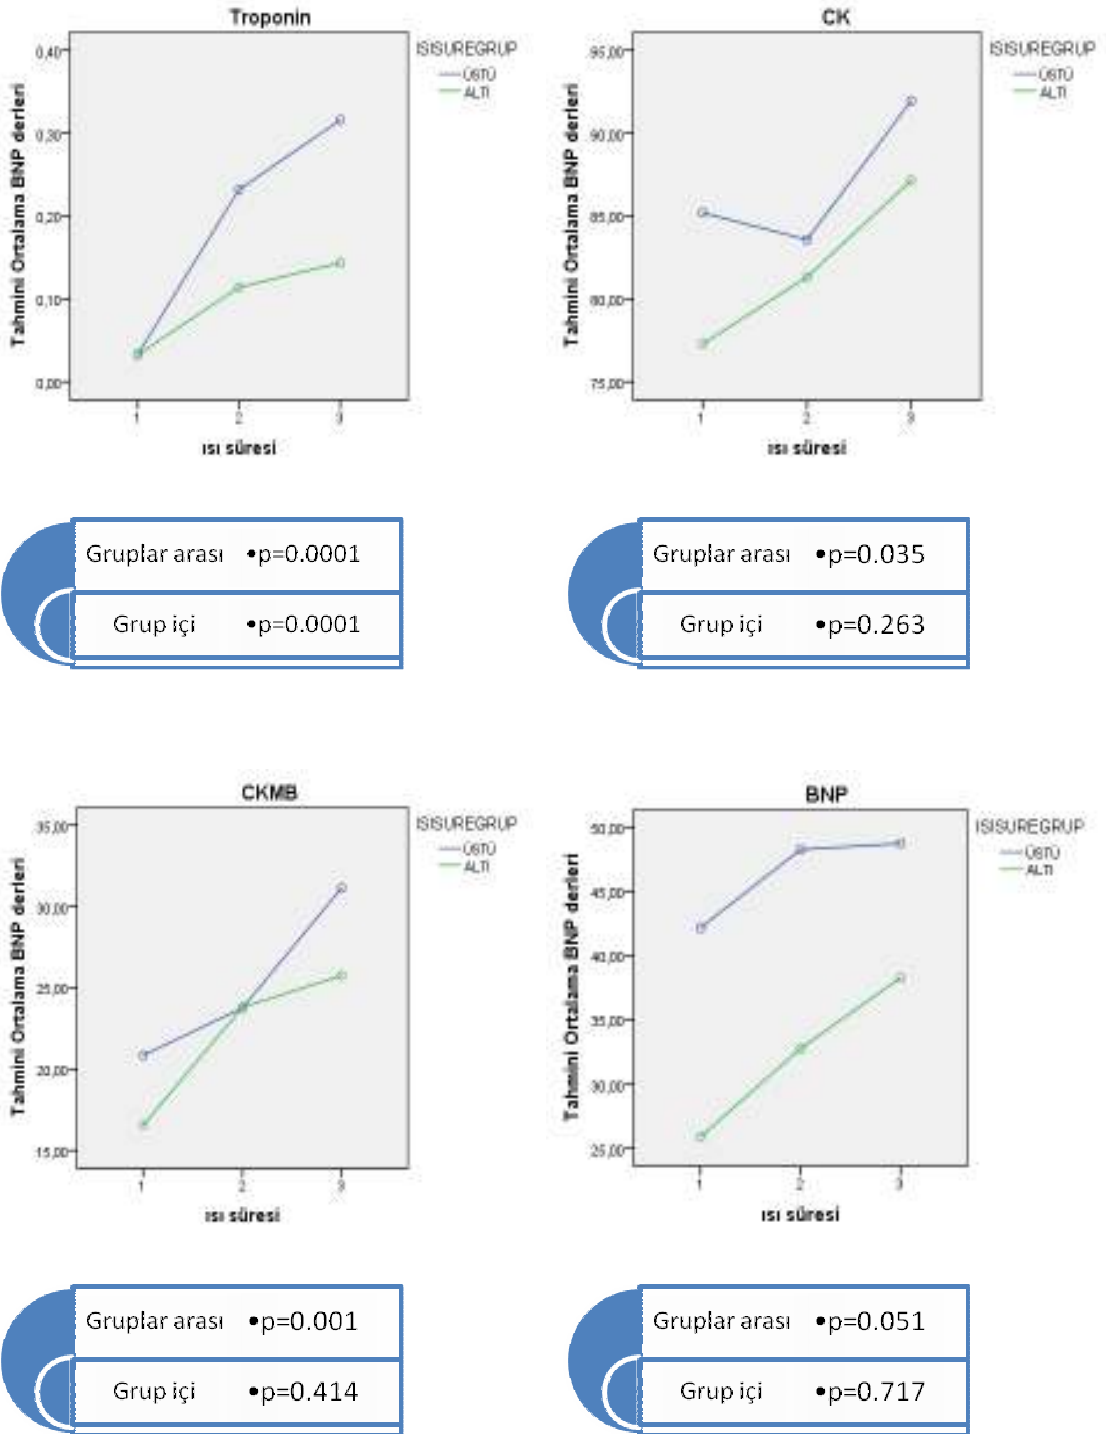 Troponin
ISISUREGRUP
ÜSTÜ
ALTI
Tahmini Ortalama BNP derleri
0,40
0,30
0,20
0,10
0,00
1 2 3
ısı süresi
CK
ISISUREGRUP
ÜSTÜ
ALTI
Tahmini Ortalama BNP derleri
95,00
90,00
85,00
80,00
75,00
1 2 3
ısı süresi
Gruplar arası •p=0.0001
Grup içi •p=0.0001
Gruplar arası •p=0.035
Grup içi •p=0.263
CKMB
ISISUREGRUP
ÜSTÜ
ALTI
Tahmini Ortalama BNP derleri
35,00
30,00
25,00
20,00
15,00
1 2 3
ısı süresi
BNP
ISISUREGRUP
ÜSTÜ
ALTI
Tahmini Ortalama BNP derleri
50,00
45,00
40,00
35,00
30,00
25,00
1 2 3
ısı süresi
Gruplar arası •p=0.001
Grup içi •p=0.414
Gruplar arası •p=0.051
Grup içi •p=0.717